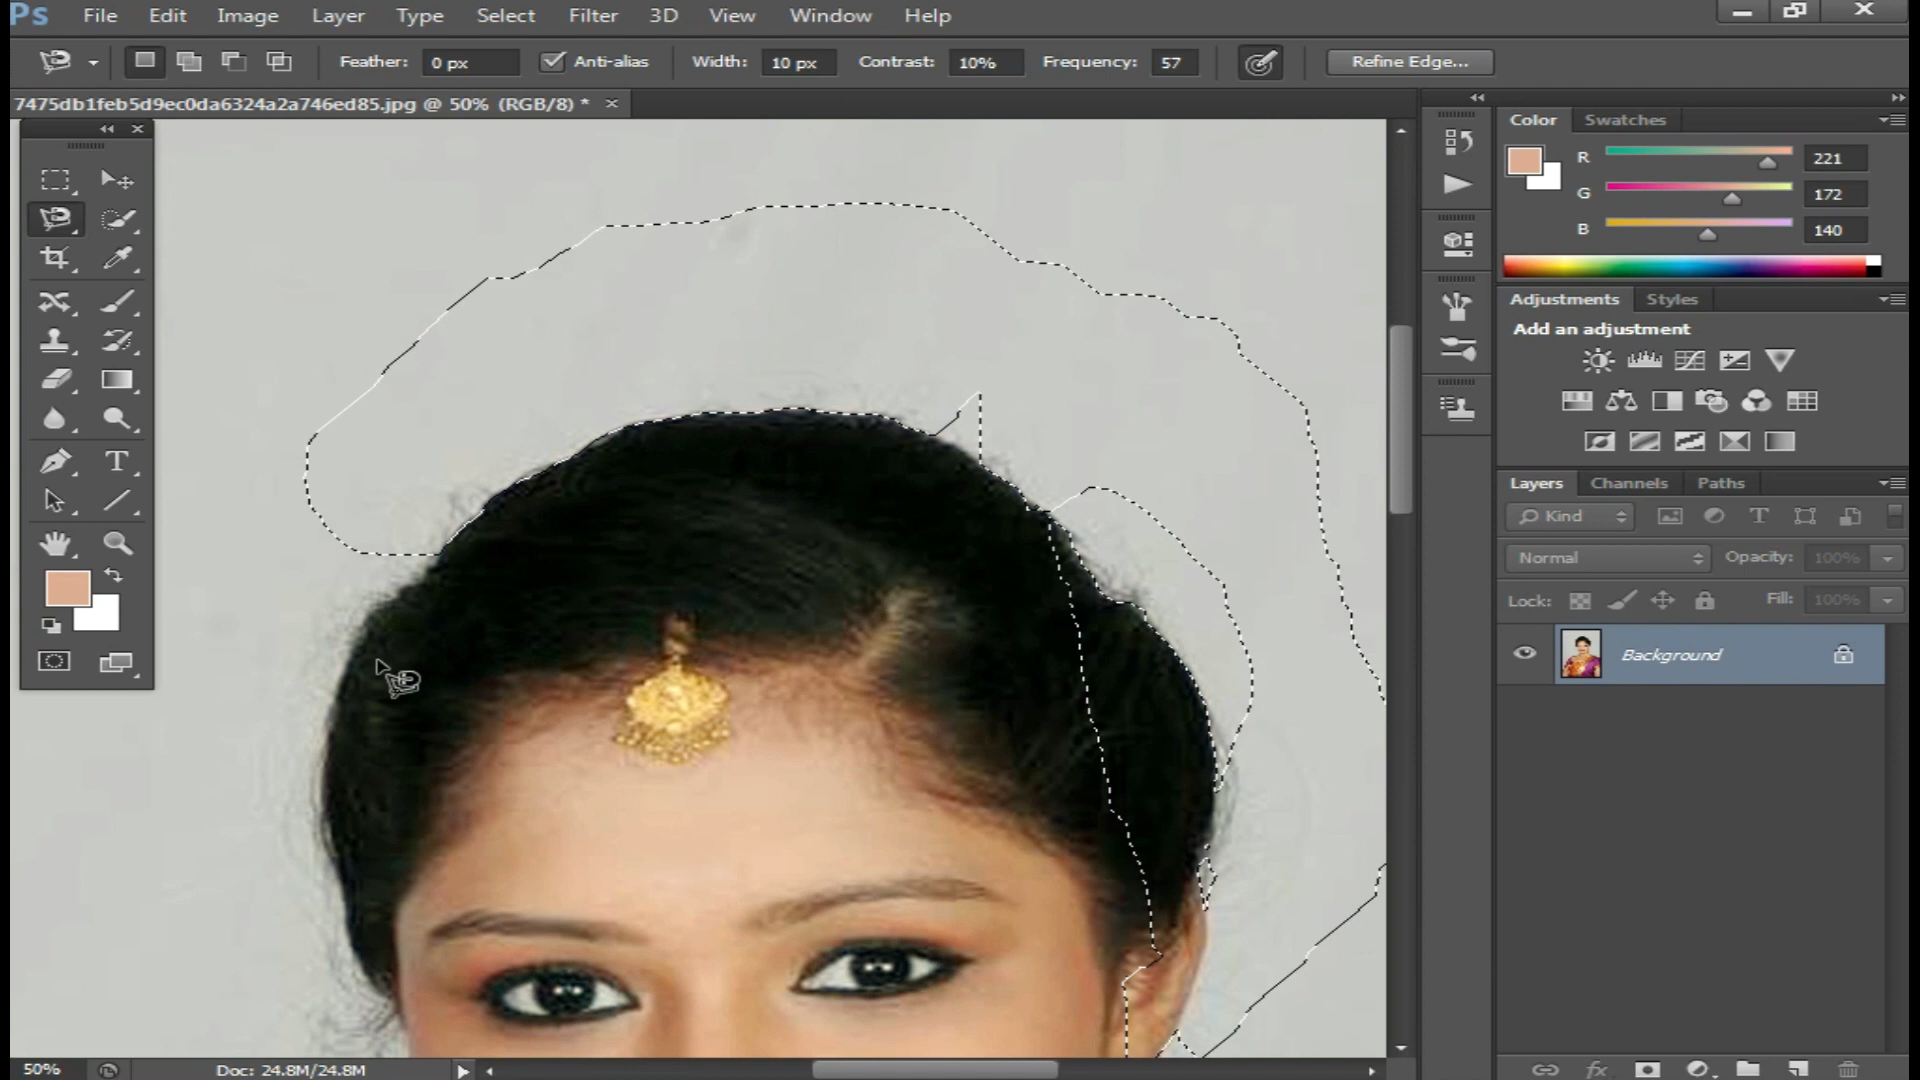 Ps File Edit Image Layer Type Select Filter 3D View Window Help
Feather: 0 px Anti-alias Width: 10 px Contrast: 10% Frequency: 57 Refine Edge...
7475db1feb5d9ec0da6324a2a746ed85.jpg @ 50% (RGB/8) * ×
Color Swatches
R 221
G 172
B 140
Adjustments Styles
Add an adjustment
Layers Channels Paths
Kind
Normal Opacity: 100%
Lock: Fill: 100%
Background
50% Doc: 24.8M/24.8M